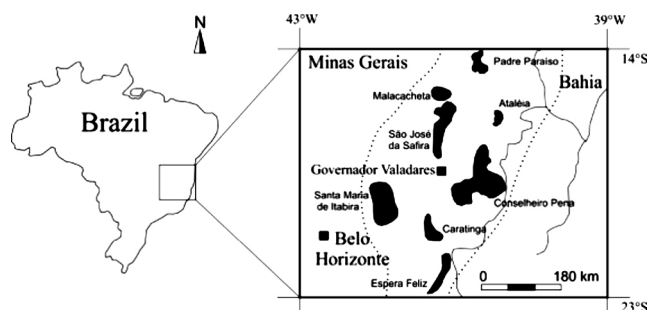 43°W
39°W
N
14°S
Minas Gerais
Padre Paraíso
Bahia
Malacacheta
Ataléia
Brazil
São José
da Safira
Governador Valadares
Santa Maria
de Itabira
Conselheiro Pena
Caratinga
Belo
Horizonte
Espera Feliz
0 180 km
23°S